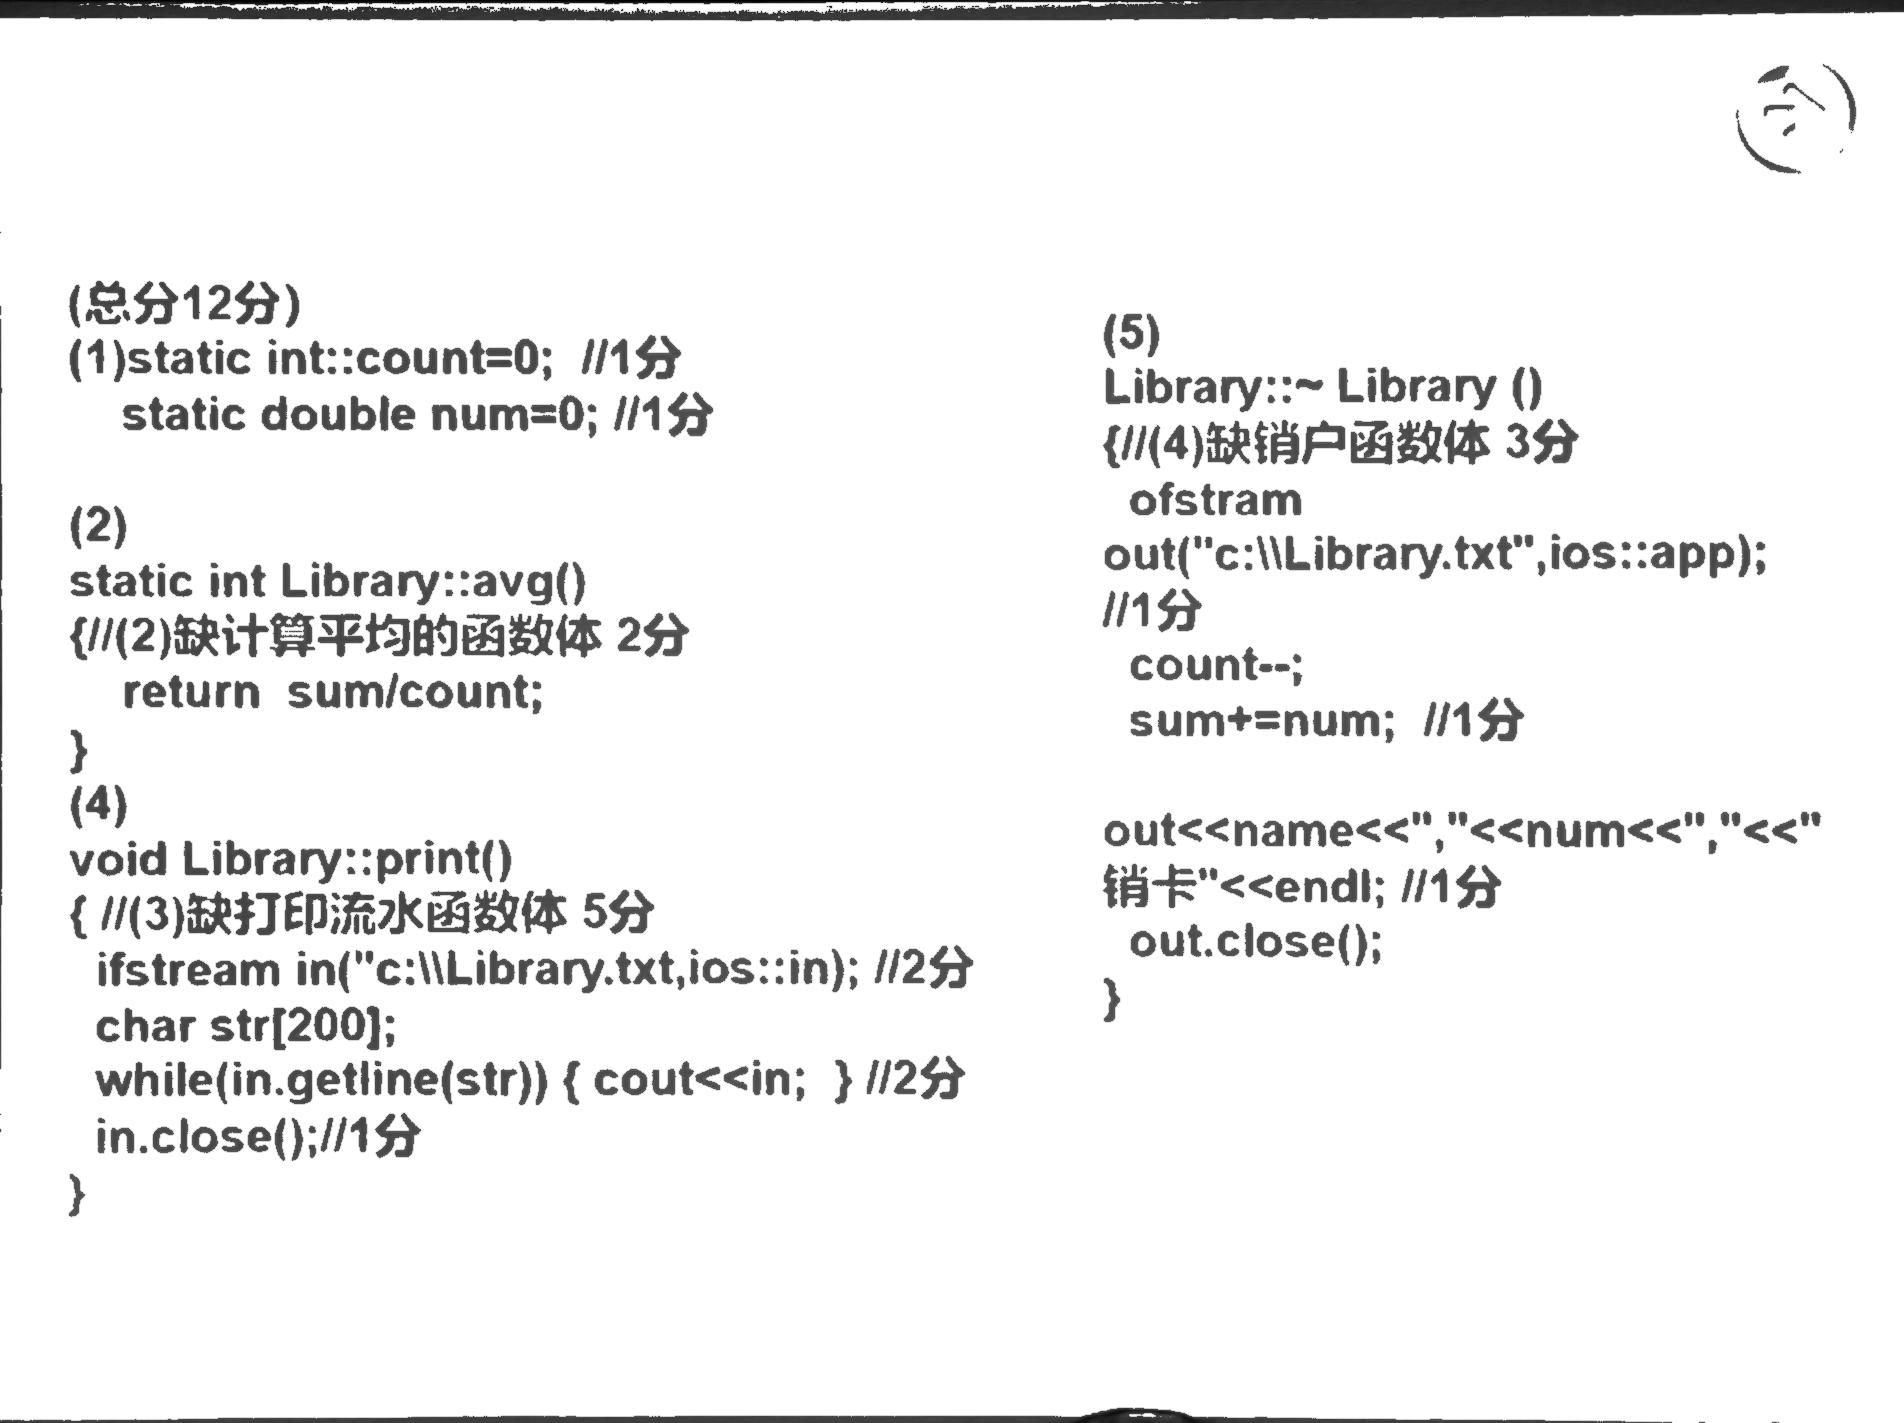 (总分12分)
(1)static int::count=0;  //1分
static double num=0; //1分
(2)
static int Library::avg()
{//(2)缺计算平均的函数体 2分
return  sum/count;
}
(4)
void Library::print()
{ //(3)缺打印流水函数体 5分
ifstream in("c:\\Library.txt,ios::in); //2分
char str[200];
while(in.getline(str)) { cout<<in;  } //2分
in.close();//1分
}
(5)
Library::~ Library ()
{//(4)缺销户函数体 3分
ofstram
out("c:\\Library.txt",ios::app);
//1分
count--;
sum+=num;  //1分
out<<name<<","<<num<<","<<"
销卡"<<endl; //1分
out.close();
}